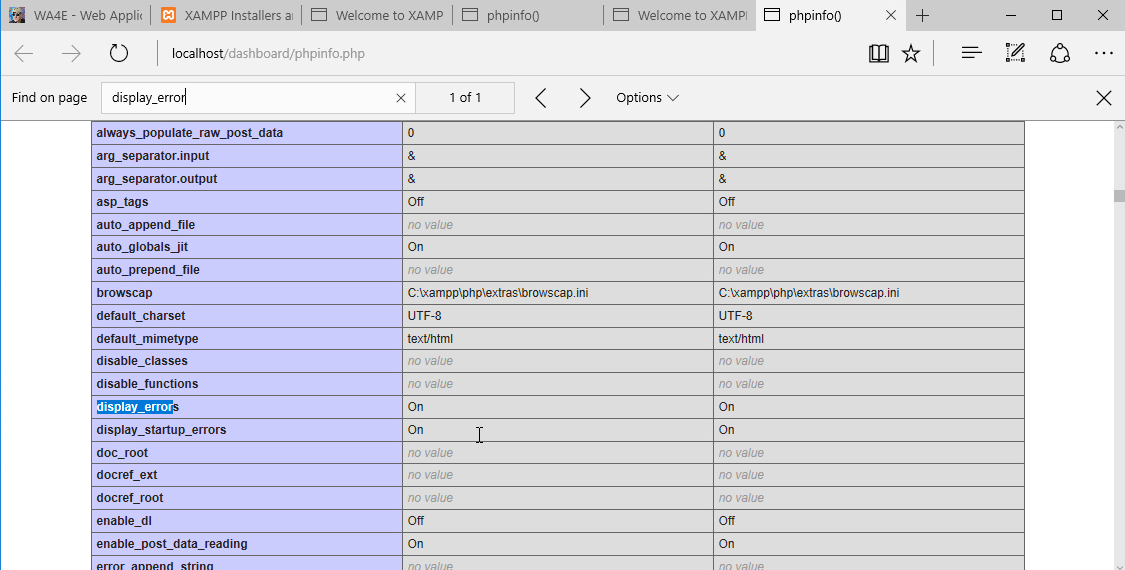 WA4E - Web Applic
XAMPP Installers ar
Welcome to XAMP
phpinfo()
Welcome to XAMPI
phpinfo()
localhost/dashboard/phpinfo.php
Find on page display_error 1 of 1 Options
always_populate_raw_post_data 0 0
arg_separator.input & &
arg_separator.output & &
asp_tags Off Off
auto_append_file no value no value
auto_globals_jit On On
auto_prepend_file no value no value
browscap C:\xampp\php\extras\browscap.ini C:\xampp\php\extras\browscap.ini
default_charset UTF-8 UTF-8
default_mimetype text/html text/html
disable_classes no value no value
disable_functions no value no value
display_errors On On
display_startup_errors On On
doc_root no value no value
docref_ext no value no value
docref_root no value no value
enable_dl Off Off
enable_post_data_reading On On
error_append_string no value no value